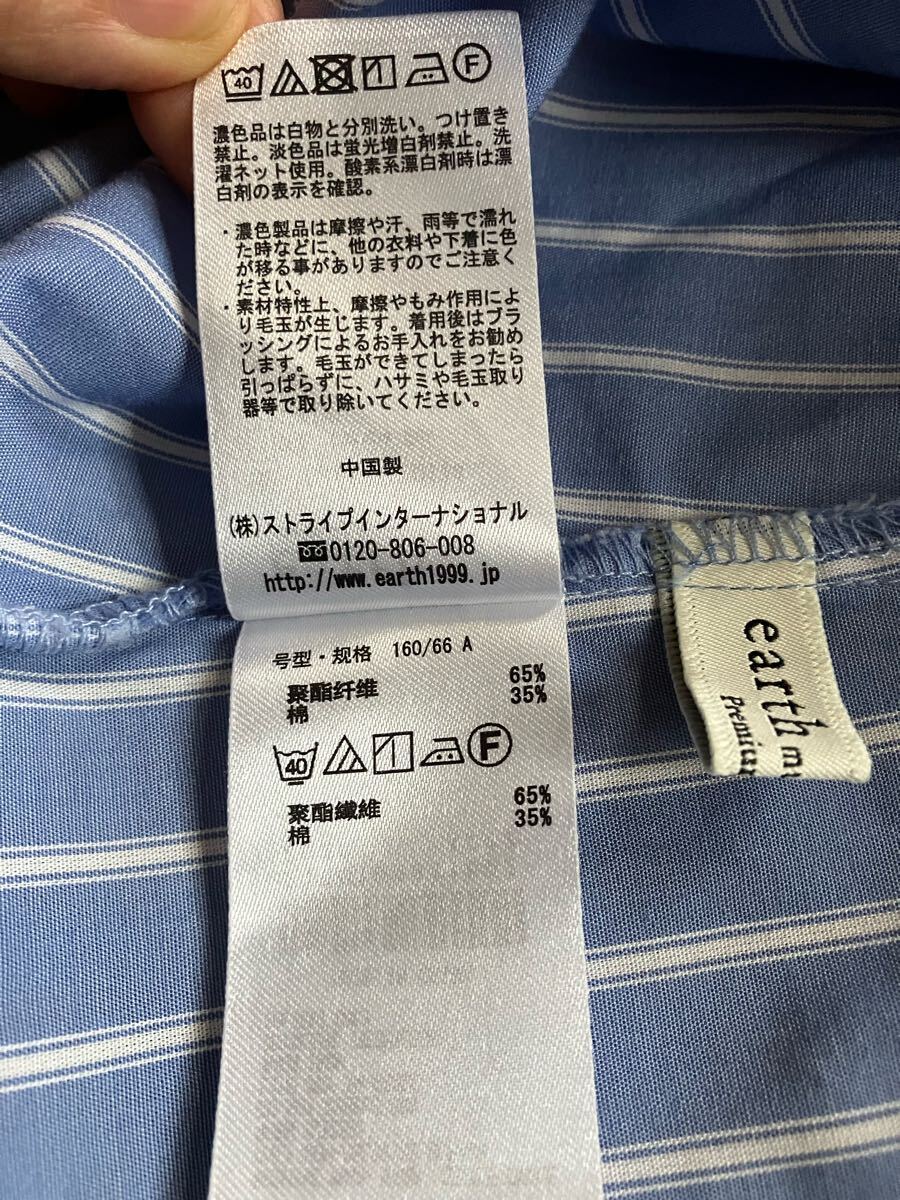 40 F
濃色品は白物と分別洗い。つけ置き
禁止。淡色品は蛍光増白剤禁止。洗
濯ネット使用。酸素系漂白剤時は漂
白剤の表示を確認。
・濃色製品は摩擦や汗、雨等で濡れ
た時などに、他の衣料や下着に色
が移る事がありますのでご注意く
ださい。
・素材特性上、摩擦やもみ作用によ
り毛玉が生じます。着用後はブラ
ッシングによるお手入れをお勧め
します。毛玉ができてしまったら
引っぱらずに、ハサミや毛玉取り
器等で取り除いてください。
中国製
(株)ストライプインターナショナル
0120-806-008
http://www.earth1999.jp
号型・规格 160/66 A
聚酯纤维 65%
棉 35%
40 F
聚酯纖維 65%
棉 35%
earth
Premium